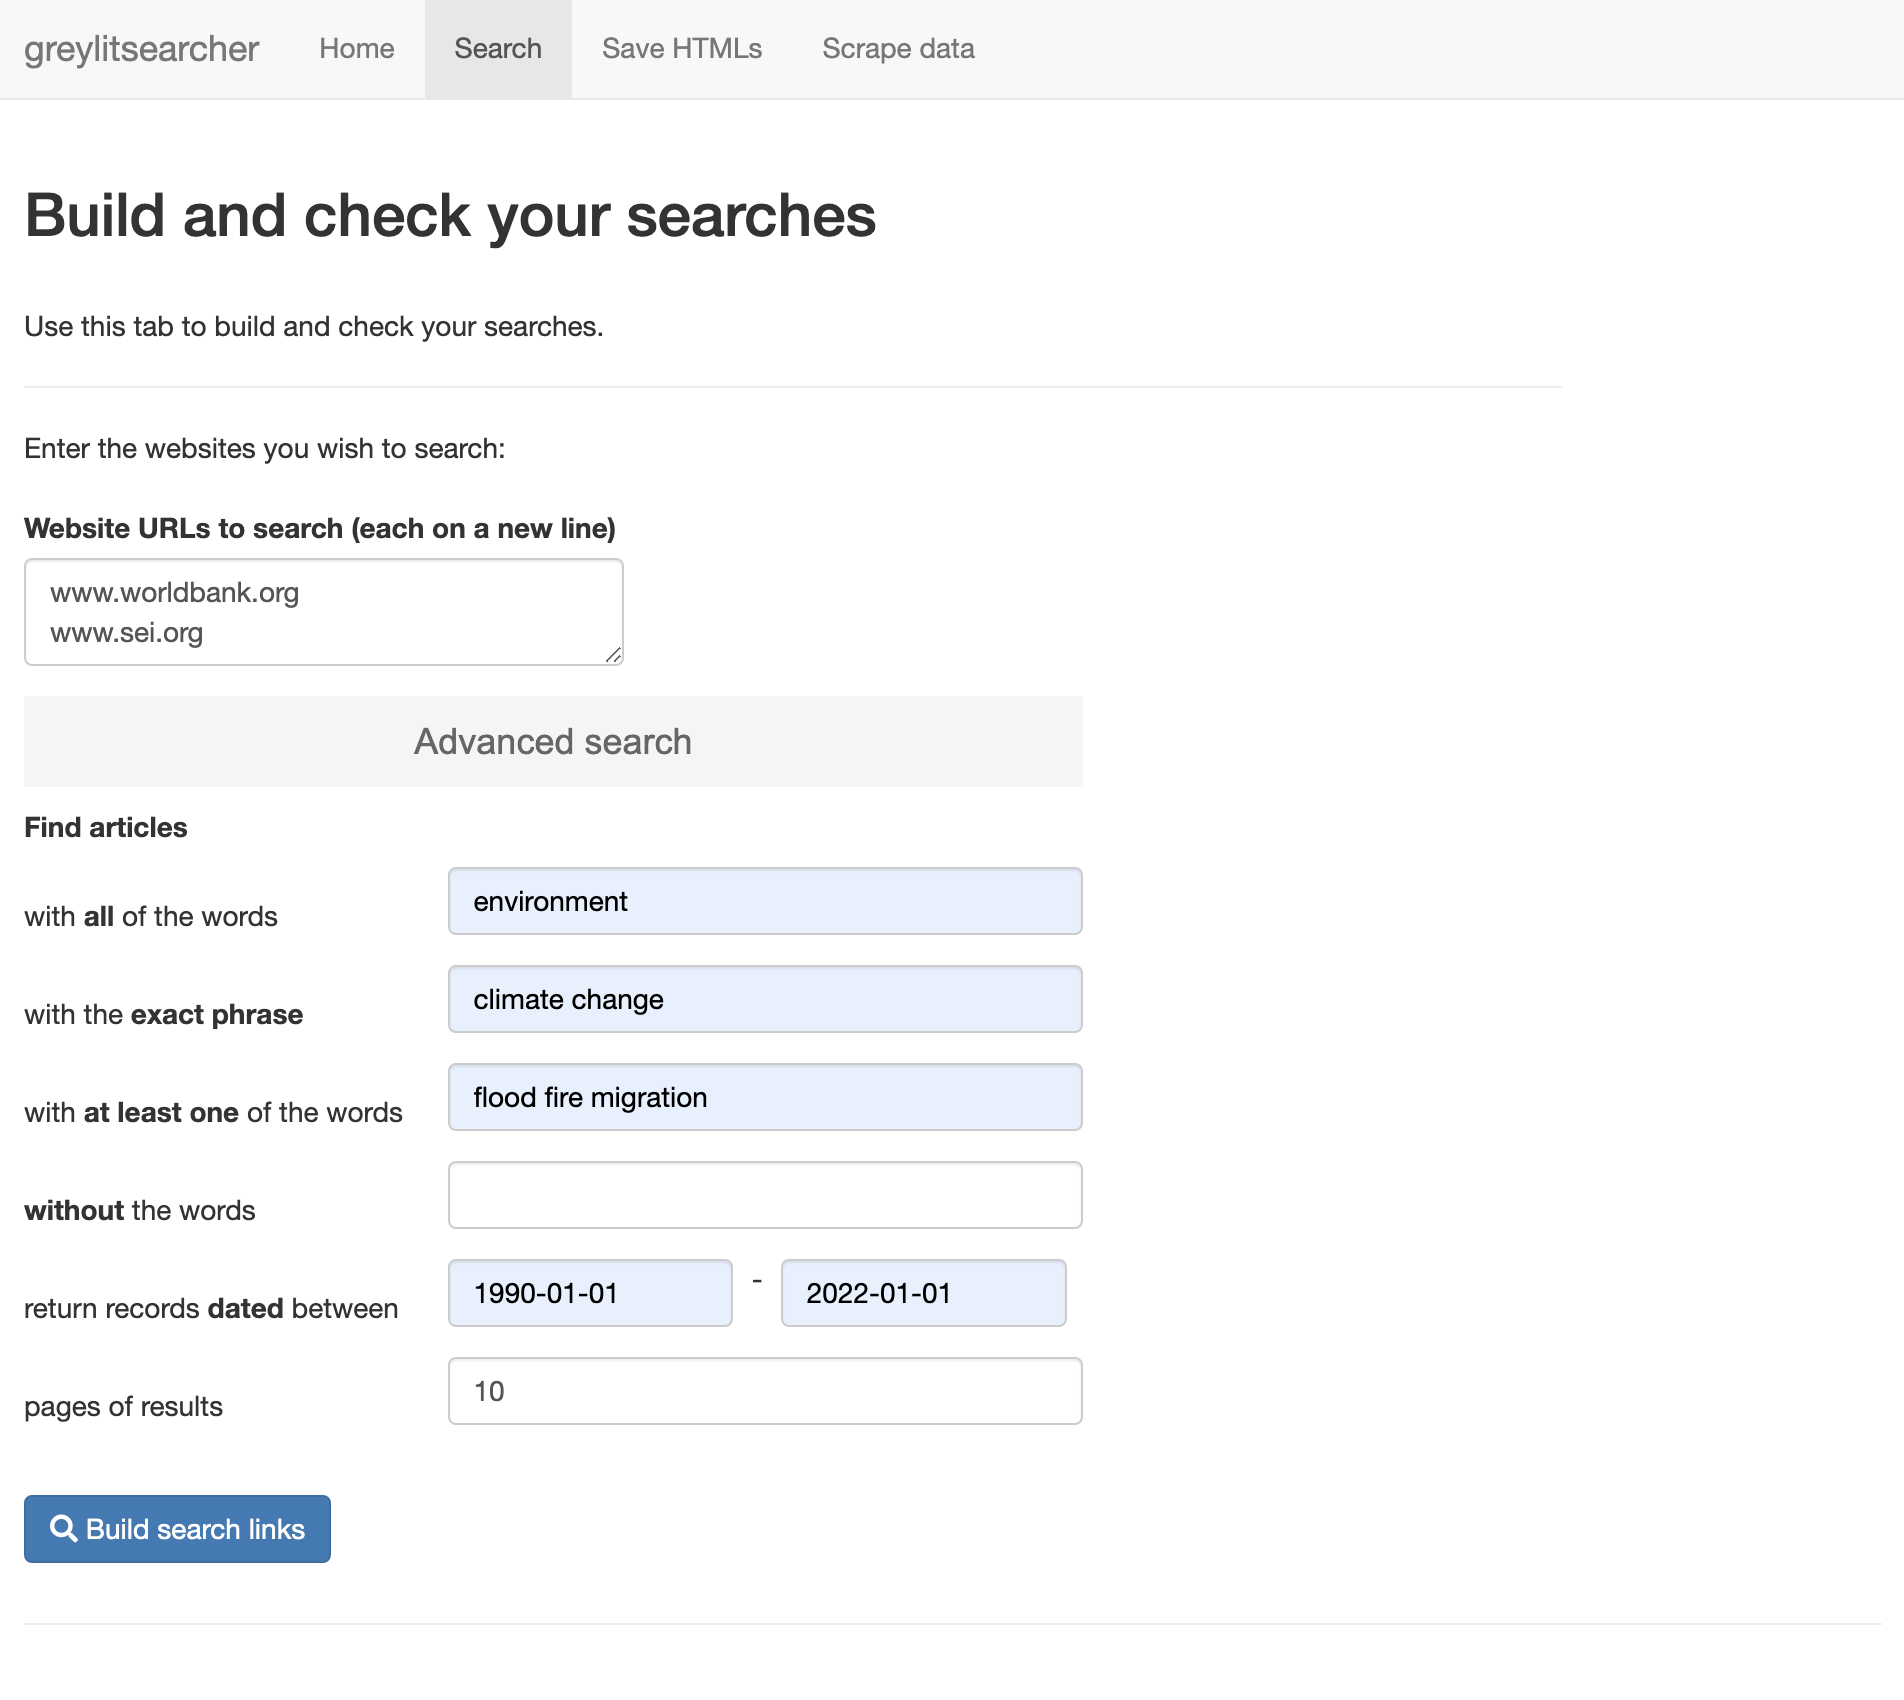 greylitsearcher Home Search Save HTMLs Scrape data
Build and check your searches
Use this tab to build and check your searches.
Enter the websites you wish to search:
Website URLs to search (each on a new line)
www.worldbank.org
www.sei.org
Advanced search
Find articles
with all of the words environment
with the exact phrase climate change
with at least one of the words flood fire migration
without the words
return records dated between 1990-01-01 - 2022-01-01
pages of results 10
Build search links